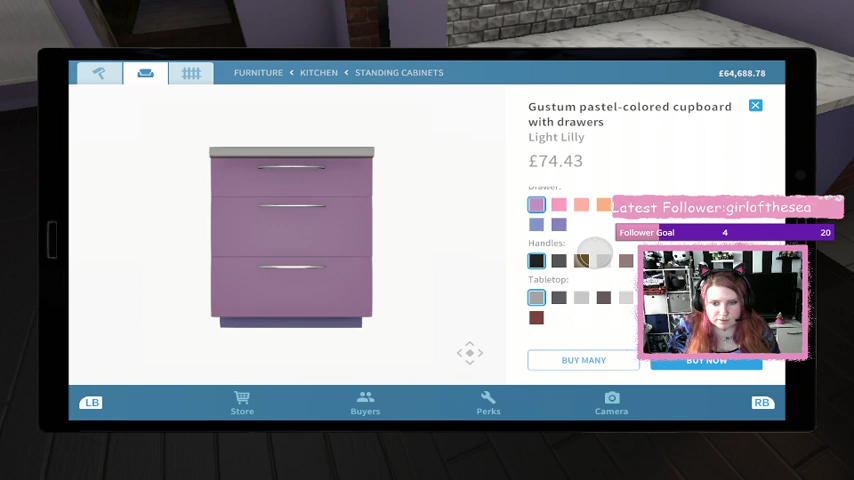 FURNITURE < KITCHEN < STANDING CABINETS
£64,688.78
Gustum pastel-colored cupboard
with drawers
Light Lilly
£74.43
Drawer:
Latest Follower:girlofthesea
Follower Goal 4 20
Handles:
Tabletop:
BUY MANY
BUY NOW
LB
Store
Buyers
Perks
Camera
RB